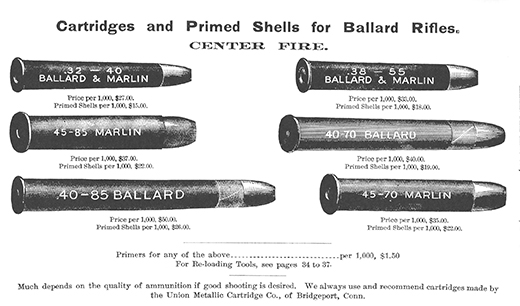 Cartridges and Primed Shells for Ballard Rifles.
CENTER FIRE.
.32 — 40
BALLARD & MARLIN
Price per 1,000, $27.00.
Primed Shells per 1,000, $15.00.
38 — 55
BALLARD & MARLIN
Price per 1,000, $33.00.
Primed Shells per 1,000, $18.00.
45-85 MARLIN
Price per 1,000, $37.00.
Primed Shells per 1,000, $22.00.
40-70 BALLARD
Price per 1,000, $40.00.
Primed Shells per 1,000, $19.00.
.40-85 BALLARD
Price per 1,000, $50.00.
Primed Shells per 1,000, $26.00.
45-70 MARLIN
Price per 1,000, $35.00.
Primed Shells per 1,000, $22.00.
Primers for any of the above..............................per 1,000, $1.50
For Re-loading Tools, see pages 34 to 37.
Much depends on the quality of ammunition if good shooting is desired. We always use and recommend cartridges made by
the Union Metallic Cartridge Co., of Bridgeport, Conn.